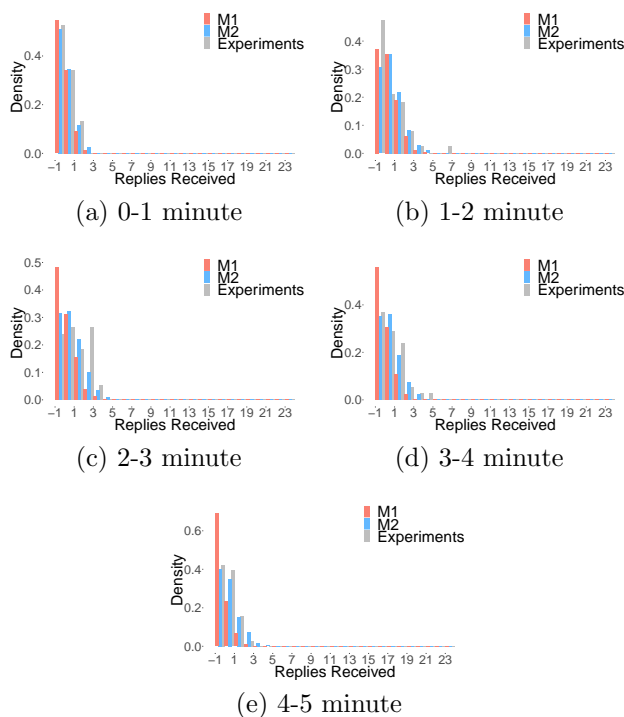 M1
M2
Experiments
Density
0.4
0.2
0.0
−1 1 3 5 7 9 11 13 15 17 19 21 23
Replies Received
(a) 0-1 minute
M1
M2
Experiments
Density
0.4
0.3
0.2
0.1
0.0
−1 1 3 5 7 9 11 13 15 17 19 21 23
Replies Received
(b) 1-2 minute
M1
M2
Experiments
Density
0.5
0.4
0.3
0.2
0.1
0.0
−1 1 3 5 7 9 11 13 15 17 19 21 23
Replies Received
(c) 2-3 minute
M1
M2
Experiments
Density
0.4
0.2
0.0
−1 1 3 5 7 9 11 13 15 17 19 21 23
Replies Received
(d) 3-4 minute
M1
M2
Experiments
Density
0.6
0.4
0.2
0.0
−1 1 3 5 7 9 11 13 15 17 19 21 23
Replies Received
(e) 4-5 minute